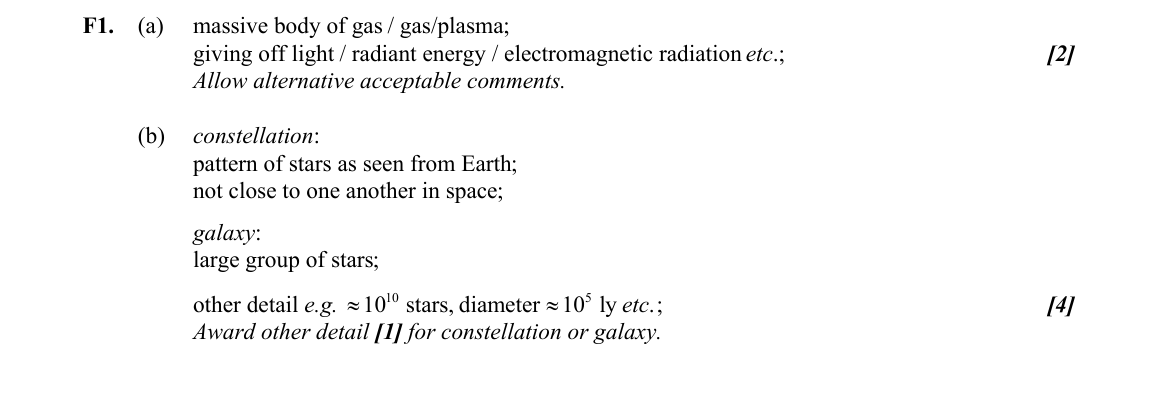 F1. (a) massive body of gas / gas/plasma;
giving off light / radiant energy / electromagnetic radiation etc.; [2]
Allow alternative acceptable comments.
(b) constellation:
pattern of stars as seen from Earth;
not close to one another in space;
galaxy:
large group of stars;
other detail e.g. ≈10¹⁰ stars, diameter ≈10⁵ ly etc.; [4]
Award other detail [1] for constellation or galaxy.